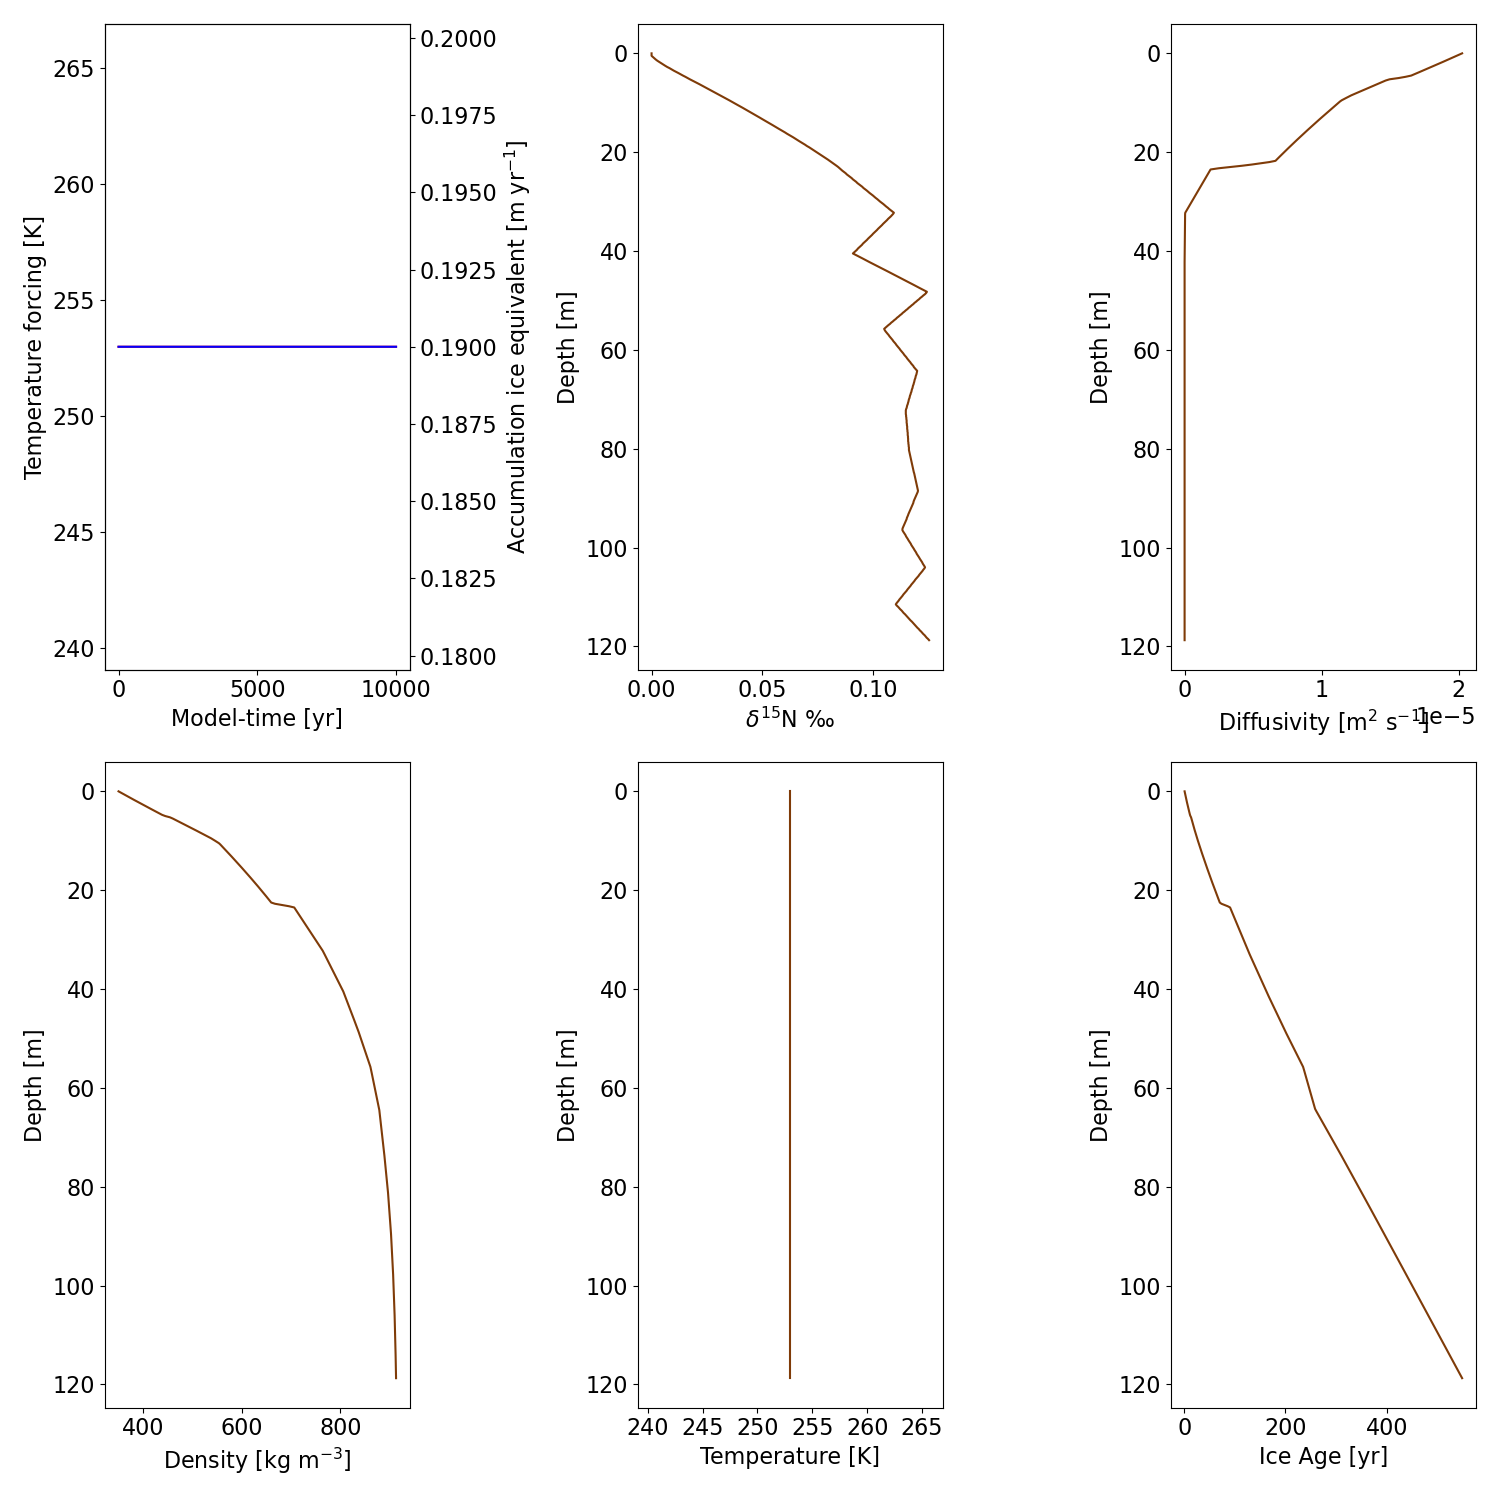 Temperature forcing [K]
265
260
255
250
245
240
0 5000 10000
Model-time [yr]
0.2000
0.1975
0.1950
0.1925
0.1900
0.1875
0.1850
0.1825
0.1800
Accumulation ice equivalent [m yr⁻¹]
Depth [m]
0
20
40
60
80
100
120
0.00 0.05 0.10
δ¹⁵N ‰
Depth [m]
0
20
40
60
80
100
120
0 1 2
1e−5
Diffusivity [m² s⁻¹]
Depth [m]
0
20
40
60
80
100
120
400 600 800
Density [kg m⁻³]
Depth [m]
0
20
40
60
80
100
120
240 245 250 255 260 265
Temperature [K]
Depth [m]
0
20
40
60
80
100
120
0 200 400
Ice Age [yr]